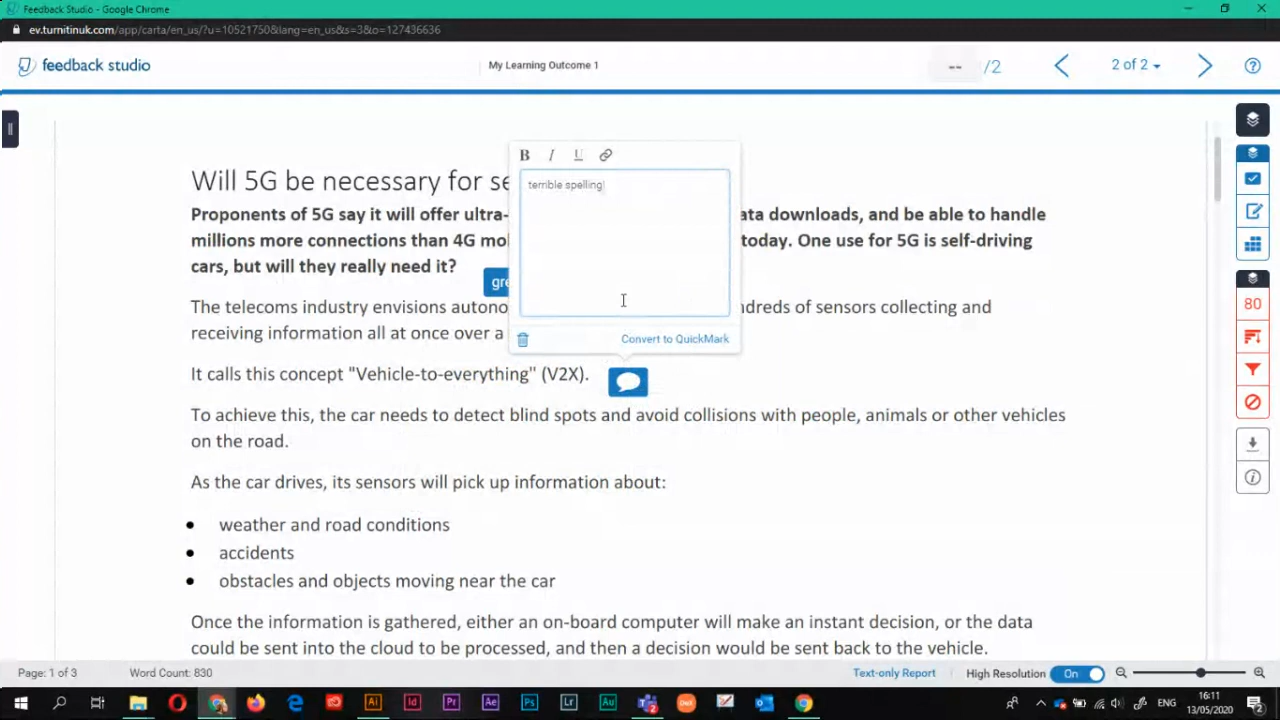 Feedback Studio - Google Chrome
ev.turnitinuk.com/app/carta/en_us/?u=10521750&lang=en_us&s=3&o=127436636
feedback studio
My Learning Outcome 1
-- /2
2 of 2
?
B I U
terrible spelling
Convert to QuickMark
Will 5G be necessary for se
Proponents of 5G say it will offer ultra- ata downloads, and be able to handle
millions more connections than 4G mo today. One use for 5G is self-driving
cars, but will they really need it?
gre
The telecoms industry envisions autono ndreds of sensors collecting and
receiving information all at once over a
It calls this concept "Vehicle-to-everything" (V2X).
To achieve this, the car needs to detect blind spots and avoid collisions with people, animals or other vehicles
on the road.
As the car drives, its sensors will pick up information about:
• weather and road conditions
• accidents
• obstacles and objects moving near the car
Once the information is gathered, either an on-board computer will make an instant decision, or the data
could be sent into the cloud to be processed, and then a decision would be sent back to the vehicle.
80
Page: 1 of 3
Word Count: 830
Text-only Report
High Resolution
On
O
Ai
Id
Pr
Ae
Ps
Lr
Au
ENG
16:11
13/05/2020
2